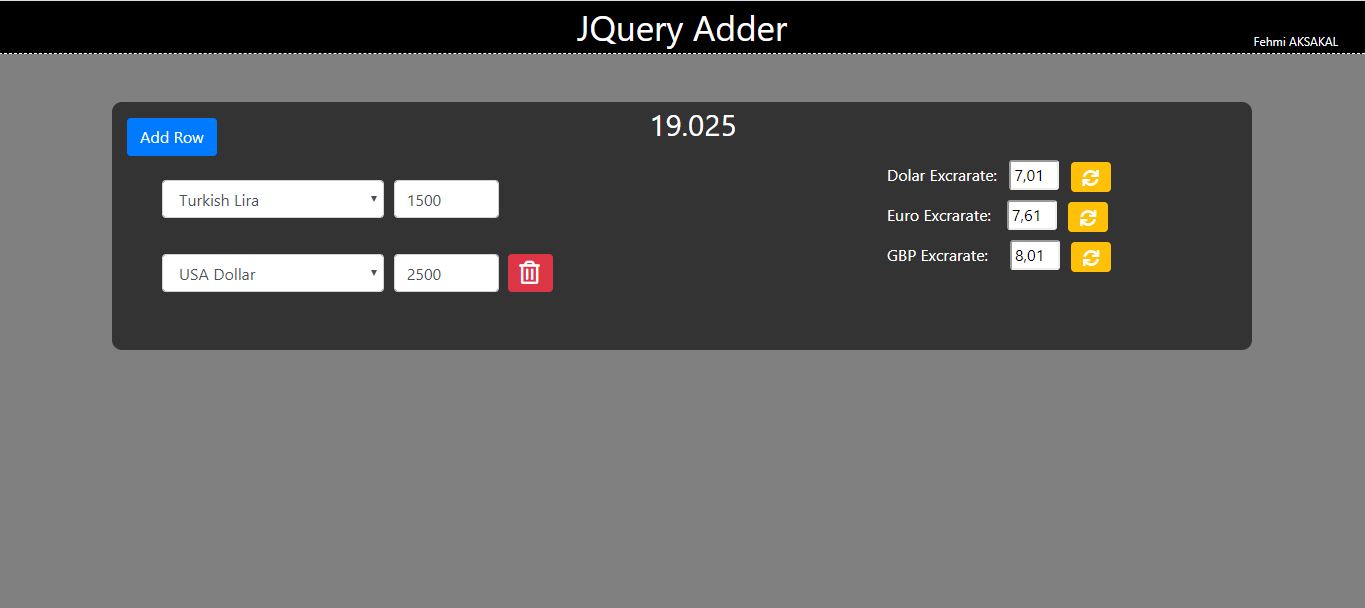 JQuery Adder
Fehmi AKSAKAL
19.025
Add Row
Turkish Lira 1500
USA Dollar 2500
Dolar Excrarate: 7,01
Euro Excrarate: 7,61
GBP Excrarate: 8,01